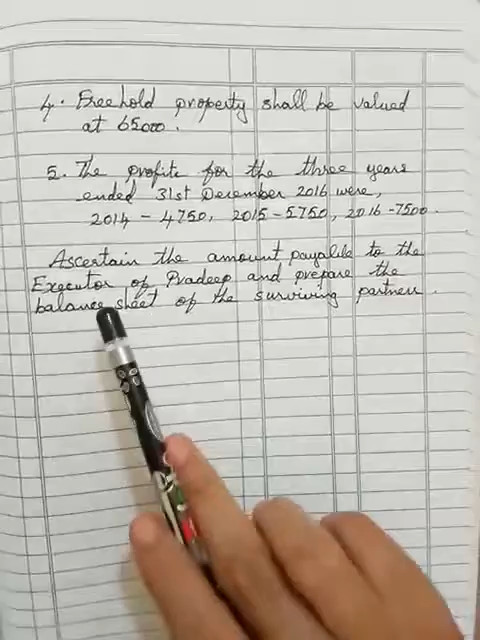 4. Freehold property shall be valued
at 65000.
5. The profits for the three years
ended 31st December 2016 were,
2014 - 4750, 2015 - 5750, 2016 - 7500.
Ascertain the amount payable to the
Executor of Pradeep and prepare the
balance sheet of the surviving partners.